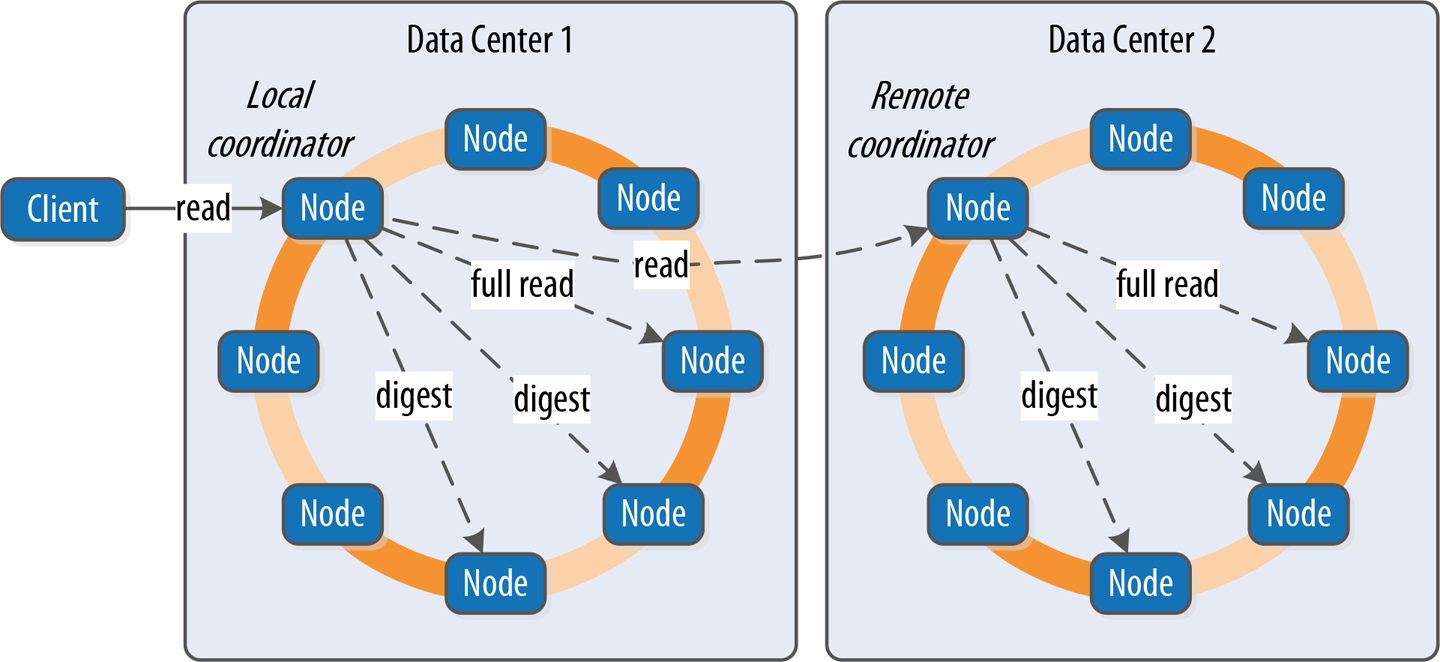 Data Center 1
Data Center 2
Local
coordinator
Remote
coordinator
Node
Node
Node
Node
Client
read
Node
Node
read
full read
full read
Node
Node
Node
Node
digest
digest
digest
digest
Node
Node
Node
Node
Node
Node